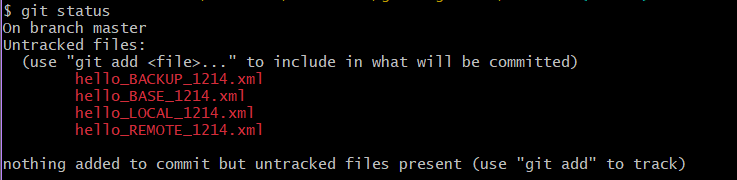 $ git status
On branch master
Untracked files:
  (use "git add <file>..." to include in what will be committed)
        hello_BACKUP_1214.xml
        hello_BASE_1214.xml
        hello_LOCAL_1214.xml
        hello_REMOTE_1214.xml

nothing added to commit but untracked files present (use "git add" to track)